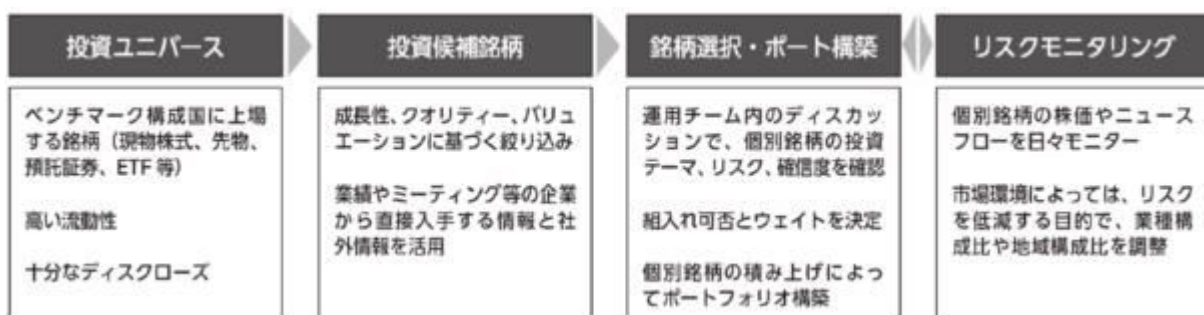 投資ユニバース
ベンチマーク構成国に上場
する銘柄（現物株式、先物、
預託証券、ETF 等）
高い流動性
十分なディスクローズ
投資候補銘柄
成長性、クオリティー、バリュ
エーションに基づく絞り込み
業績やミーティング等の企業
から直接入手する情報と社
外情報を活用
銘柄選択・ポート構築
運用チーム内のディスカッ
ションで、個別銘柄の投資
テーマ、リスク、確信度を確認
組入れ可否とウェイトを決定
個別銘柄の積み上げによっ
てポートフォリオ構築
リスクモニタリング
個別銘柄の株価やニュース
フローを日々モニター
市場環境によっては、リスク
を低減する目的で、業種構
成比や地域構成比を調整